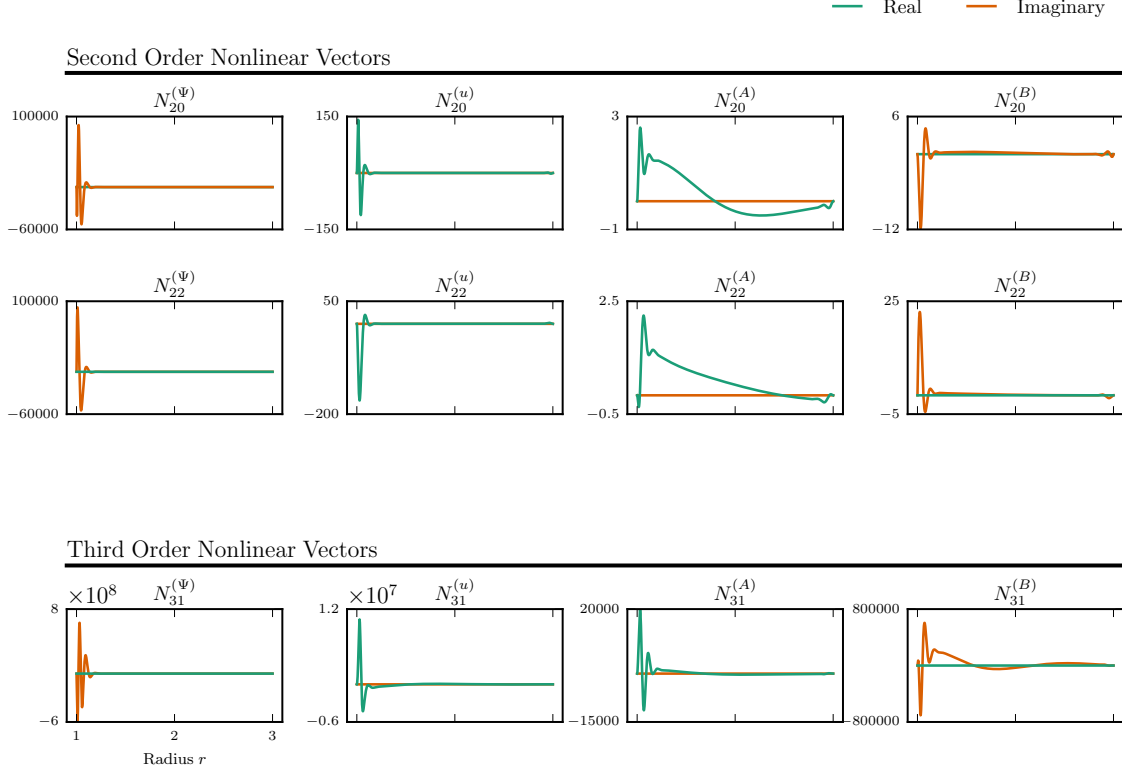 Real Imaginary
Second Order Nonlinear Vectors
N_{20}^{(Ψ)} N_{20}^{(u)} N_{20}^{(A)} N_{20}^{(B)}
100000 150 3 6
−60000 −150 −1 −12
N_{22}^{(Ψ)} N_{22}^{(u)} N_{22}^{(A)} N_{22}^{(B)}
100000 50 2.5 25
−60000 −200 −0.5 −5
Third Order Nonlinear Vectors
×10^8 N_{31}^{(Ψ)} ×10^7 N_{31}^{(u)} N_{31}^{(A)} N_{31}^{(B)}
8 1.2 20000 800000
−6 −0.6 −15000 −800000
1 2 3
Radius r